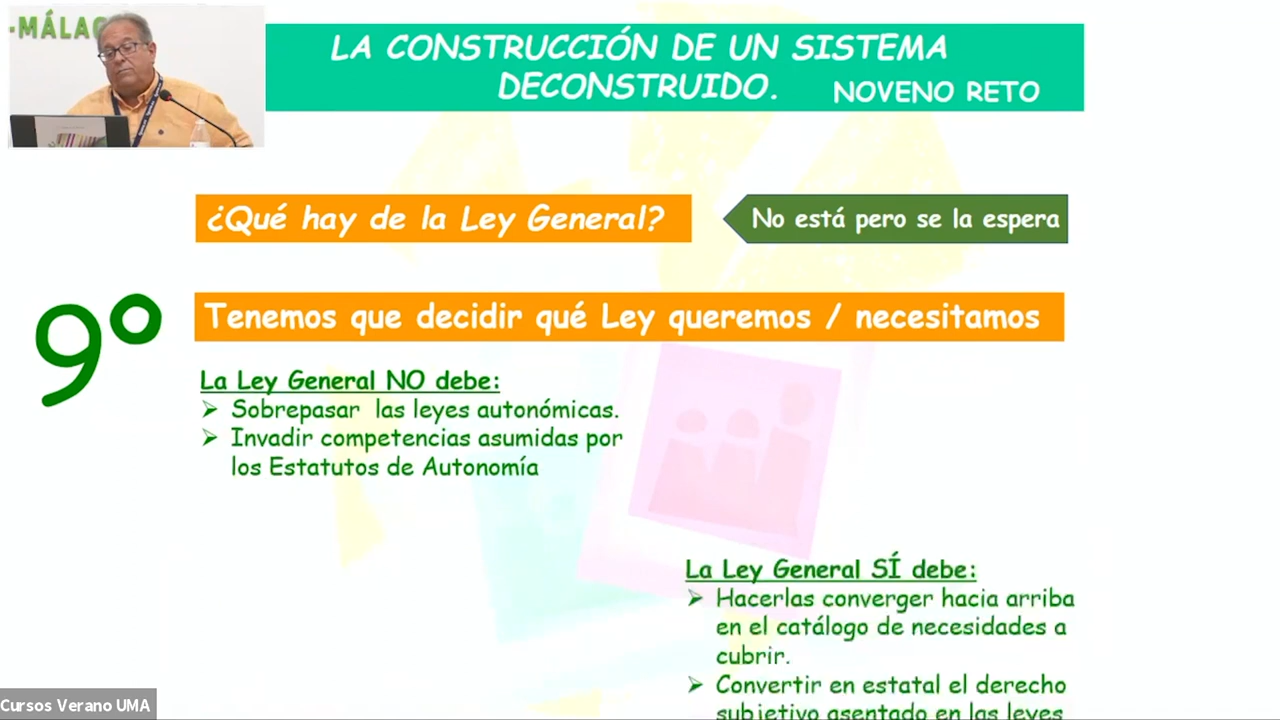 -MÁLAG
LA CONSTRUCCIÓN DE UN SISTEMA
DECONSTRUIDO. NOVENO RETO
¿Qué hay de la Ley General?
No está pero se la espera
9º
Tenemos que decidir qué Ley queremos / necesitamos
La Ley General NO debe:
➢ Sobrepasar las leyes autonómicas.
➢ Invadir competencias asumidas por
los Estatutos de Autonomía
La Ley General SÍ debe:
➢ Hacerlas converger hacia arriba
en el catálogo de necesidades a
cubrir.
➢ Convertir en estatal el derecho
subjetivo asentado en las leyes
Cursos Verano UMA